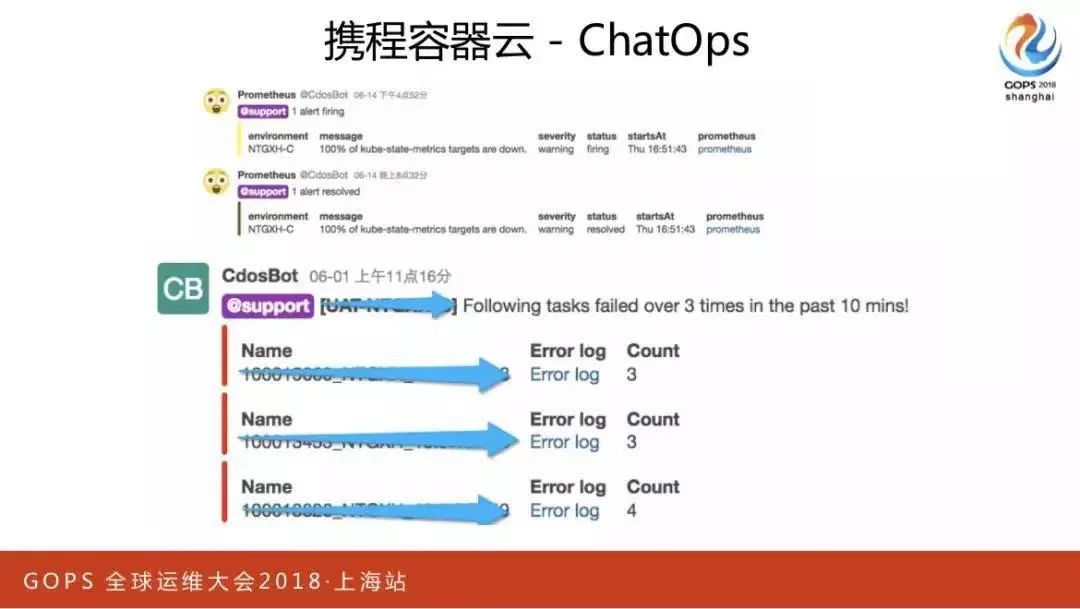 携程容器云 - ChatOps
GOPS 2018
shanghai
Prometheus @CdosBot 06-14 下午4点52分
@support 1 alert firing
environment message severity status startsAt prometheus
NTGXH-C 100% of kube-state-metrics targets are down. warning firing Thu 16:51:43 prometheus
Prometheus @CdosBot 06-14 晚上8点32分
@support 1 alert resolved
environment message severity status startsAt prometheus
NTGXH-C 100% of kube-state-metrics targets are down. warning resolved Thu 16:51:43 prometheus
CB
CdosBot 06-01 上午11点16分
@support Following tasks failed over 3 times in the past 10 mins!
Name Error log Count
Error log 3
Name Error log Count
Error log 3
Name Error log Count
Error log 4
GOPS 全球运维大会2018·上海站